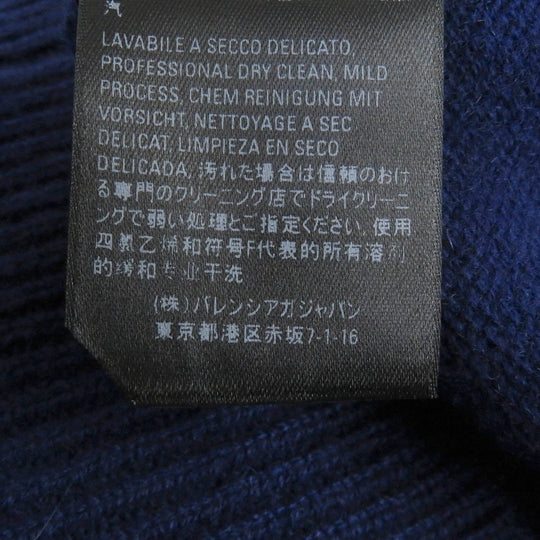 汽
LAVABILE A SECCO DELICATO,
PROFESSIONAL DRY CLEAN, MILD
PROCESS, CHEM REINIGUNG MIT
VORSICHT, NETTOYAGE A SEC
DELICAT, LIMPIEZA EN SECO
DELICADA, 汚れた場合は信頼のおけ
る専門のクリーニング店でドライクリーニ
ングで弱い処理とご指定ください, 使用
四氯乙烯和符号F代表的所有溶剂
的缓和专业干洗
(株) バレンシアガジャパン
東京都港区赤坂7-1-16